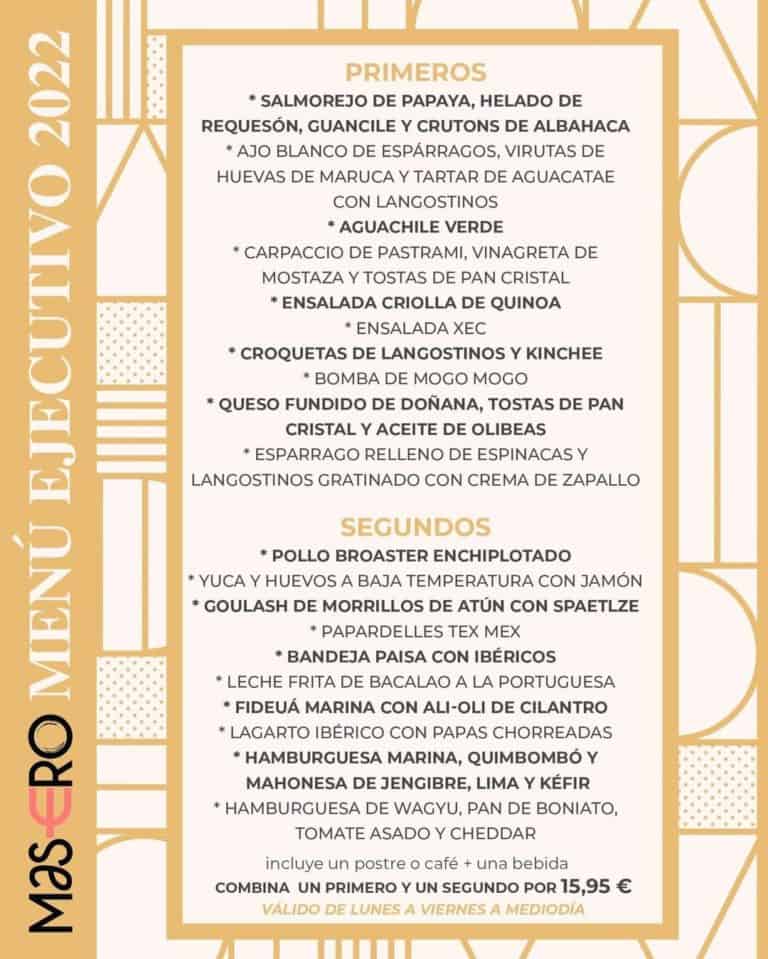 MENÚ EJECUTIVO 2022
MasERO
PRIMEROS
* SALMOREJO DE PAPAYA, HELADO DE
REQUESÓN, GUANCILE Y CRUTONS DE ALBAHACA
* AJO BLANCO DE ESPÁRRAGOS, VIRUTAS DE
HUEVAS DE MARUCA Y TARTAR DE AGUACATAE
CON LANGOSTINOS
* AGUACHILE VERDE
* CARPACCIO DE PASTRAMI, VINAGRETA DE
MOSTAZA Y TOSTAS DE PAN CRISTAL
* ENSALADA CRIOLLA DE QUINOA
* ENSALADA XEC
* CROQUETAS DE LANGOSTINOS Y KINCHEE
* BOMBA DE MOGO MOGO
* QUESO FUNDIDO DE DOÑANA, TOSTAS DE PAN
CRISTAL Y ACEITE DE OLIBEAS
* ESPARRAGO RELLENO DE ESPINACAS Y
LANGOSTINOS GRATINADO CON CREMA DE ZAPALLO
SEGUNDOS
* POLLO BROASTER ENCHIPLOTADO
* YUCA Y HUEVOS A BAJA TEMPERATURA CON JAMÓN
* GOULASH DE MORRILLOS DE ATÚN CON SPAETLZE
* PAPARDELLES TEX MEX
* BANDEJA PAISA CON IBÉRICOS
* LECHE FRITA DE BACALAO A LA PORTUGUESA
* FIDEUÁ MARINA CON ALI-OLI DE CILANTRO
* LAGARTO IBÉRICO CON PAPAS CHORREADAS
* HAMBURGUESA MARINA, QUIMBOMBÓ Y
MAHONESA DE JENGIBRE, LIMA Y KÉFIR
* HAMBURGUESA DE WAGYU, PAN DE BONIATO,
TOMATE ASADO Y CHEDDAR
incluye un postre o café + una bebida
COMBINA UN PRIMERO Y UN SEGUNDO POR 15,95 €
VÁLIDO DE LUNES A VIERNES A MEDIODÍA